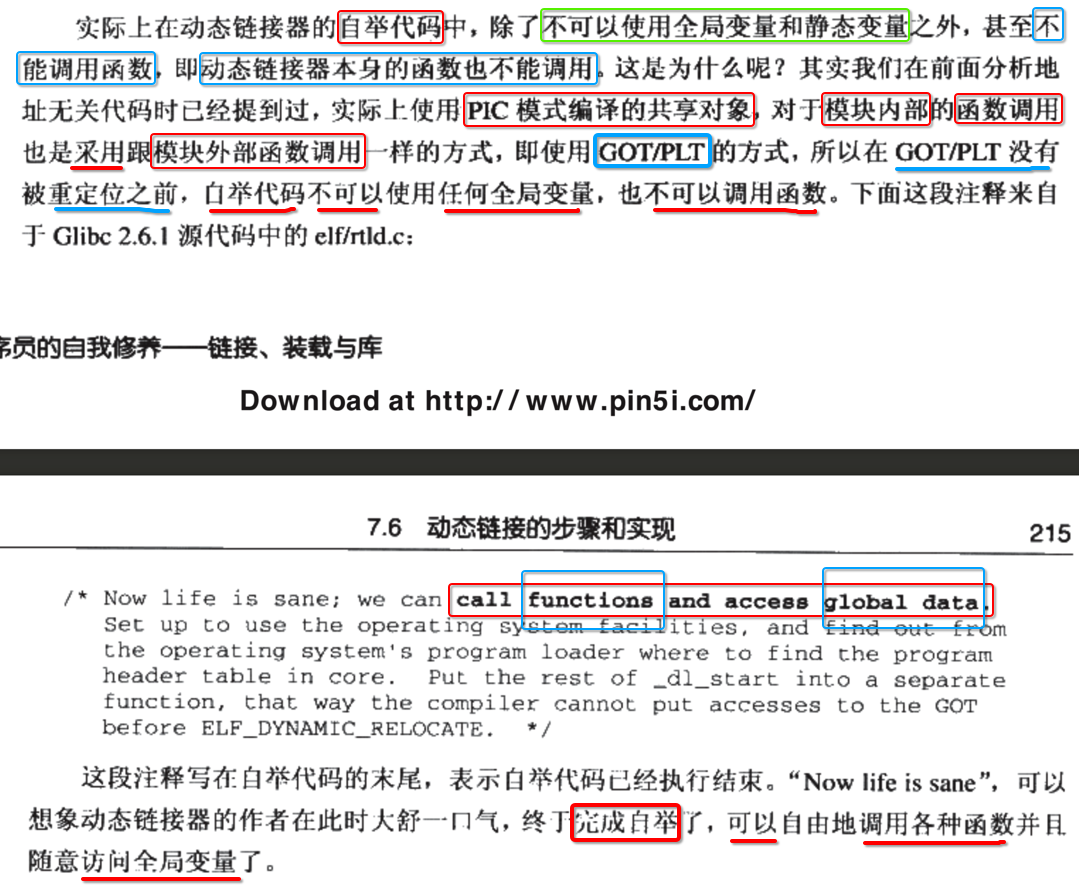 实际上在动态链接器的自举代码中，除了不可以使用全局变量和静态变量之外，甚至不
能调用函数，即动态链接器本身的函数也不能调用。这是为什么呢？其实我们在前面分析地
址无关代码时已经提到过，实际上使用 PIC 模式编译的共享对象，对于模块内部的函数调用
也是采用跟模块外部函数调用一样的方式，即使用 GOT/PLT 的方式，所以在 GOT/PLT 没有
被重定位之前，自举代码不可以使用任何全局变量，也不可以调用函数。下面这段注释来自
于 Glibc 2.6.1 源代码中的 elf/rtld.c：
序员的自我修养——链接、装载与库
Download at http://www.pin5i.com/
7.6 动态链接的步骤和实现 215
/* Now life is sane; we can call functions and access global data.
Set up to use the operating system facilities, and find out from
the operating system's program loader where to find the program
header table in core. Put the rest of _dl_start into a separate
function, that way the compiler cannot put accesses to the GOT
before ELF_DYNAMIC_RELOCATE. */
这段注释写在自举代码的末尾，表示自举代码已经执行结束。“Now life is sane”，可以
想象动态链接器的作者在此时大舒一口气，终于完成自举了，可以自由地调用各种函数并且
随意访问全局变量了。